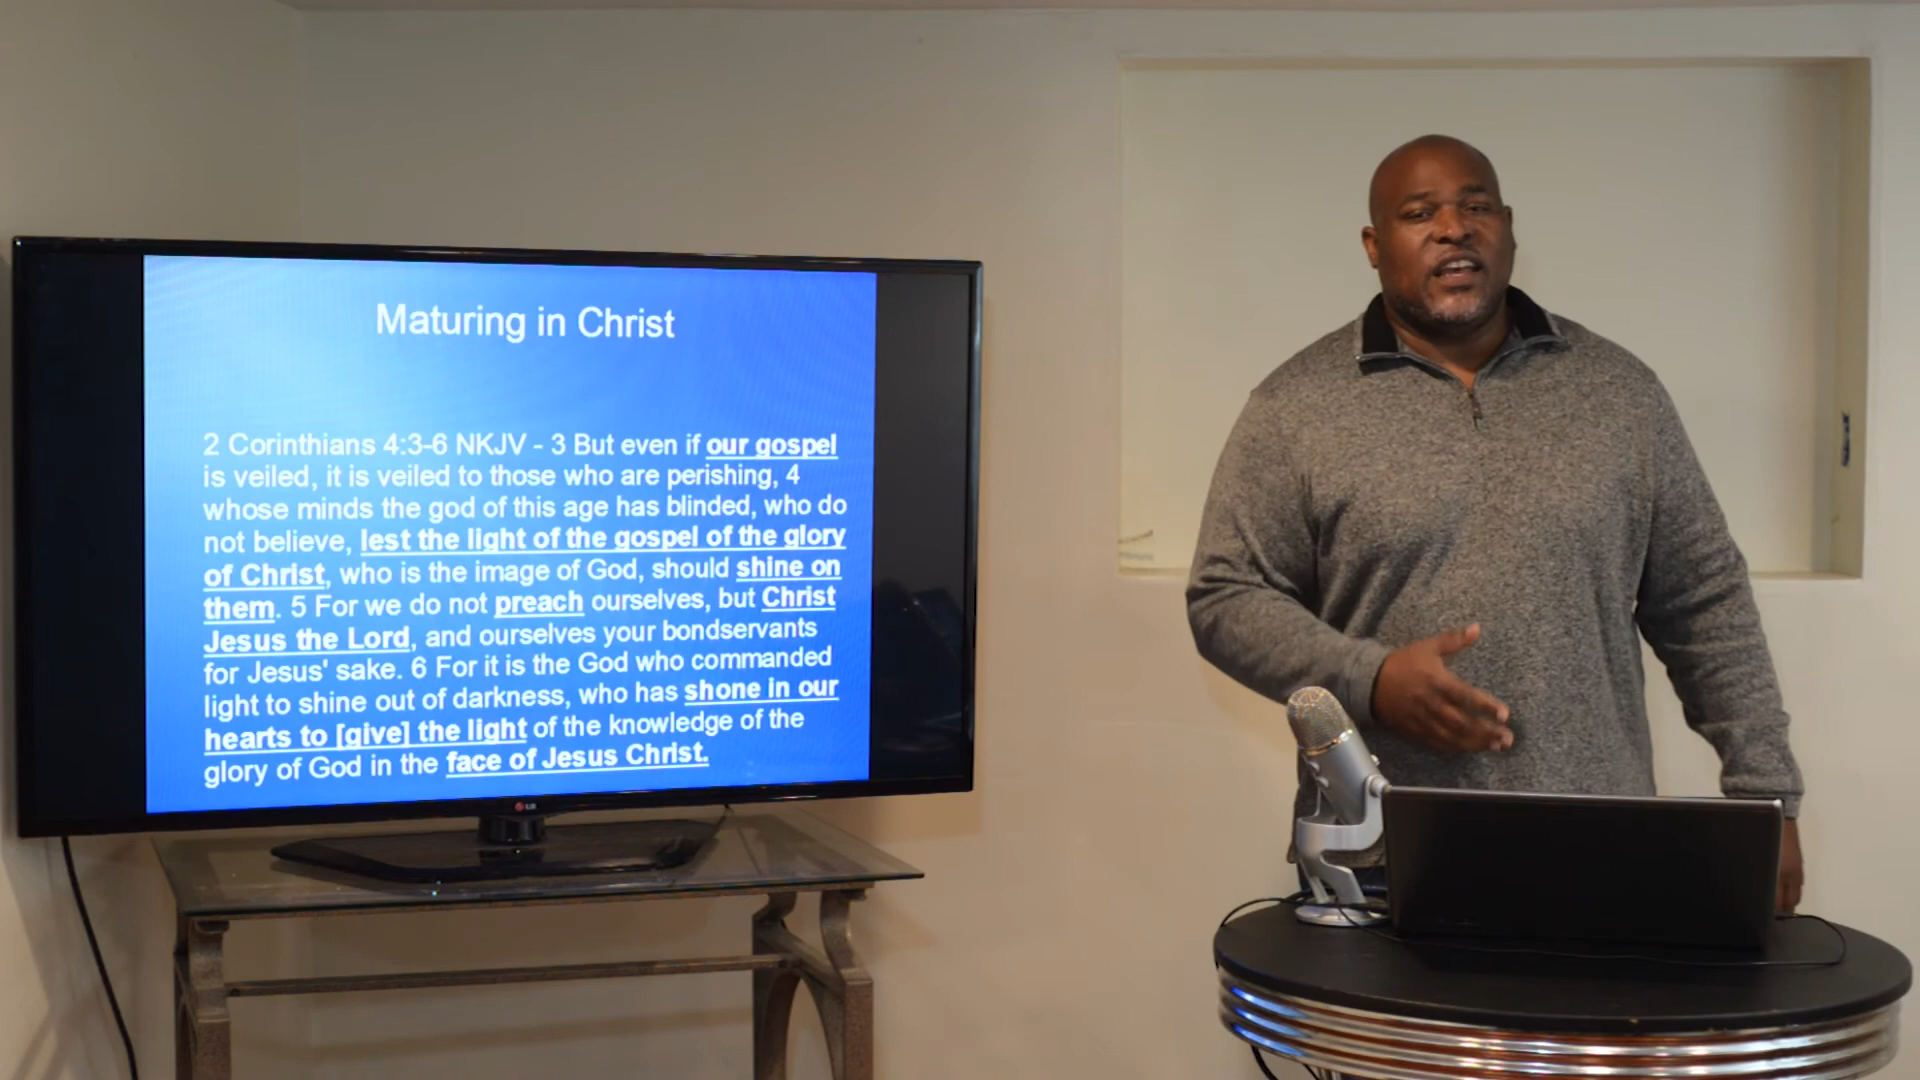 Maturing in Christ
2 Corinthians 4:3-6 NKJV - 3 But even if our gospel
is veiled, it is veiled to those who are perishing, 4
whose minds the god of this age has blinded, who do
not believe, lest the light of the gospel of the glory
of Christ, who is the image of God, should shine on
them. 5 For we do not preach ourselves, but Christ
Jesus the Lord, and ourselves your bondservants
for Jesus' sake. 6 For it is the God who commanded
light to shine out of darkness, who has shone in our
hearts to [give] the light of the knowledge of the
glory of God in the face of Jesus Christ.
LG